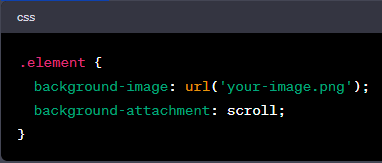 css
.element {
  background-image: url('your-image.png');
  background-attachment: scroll;
}